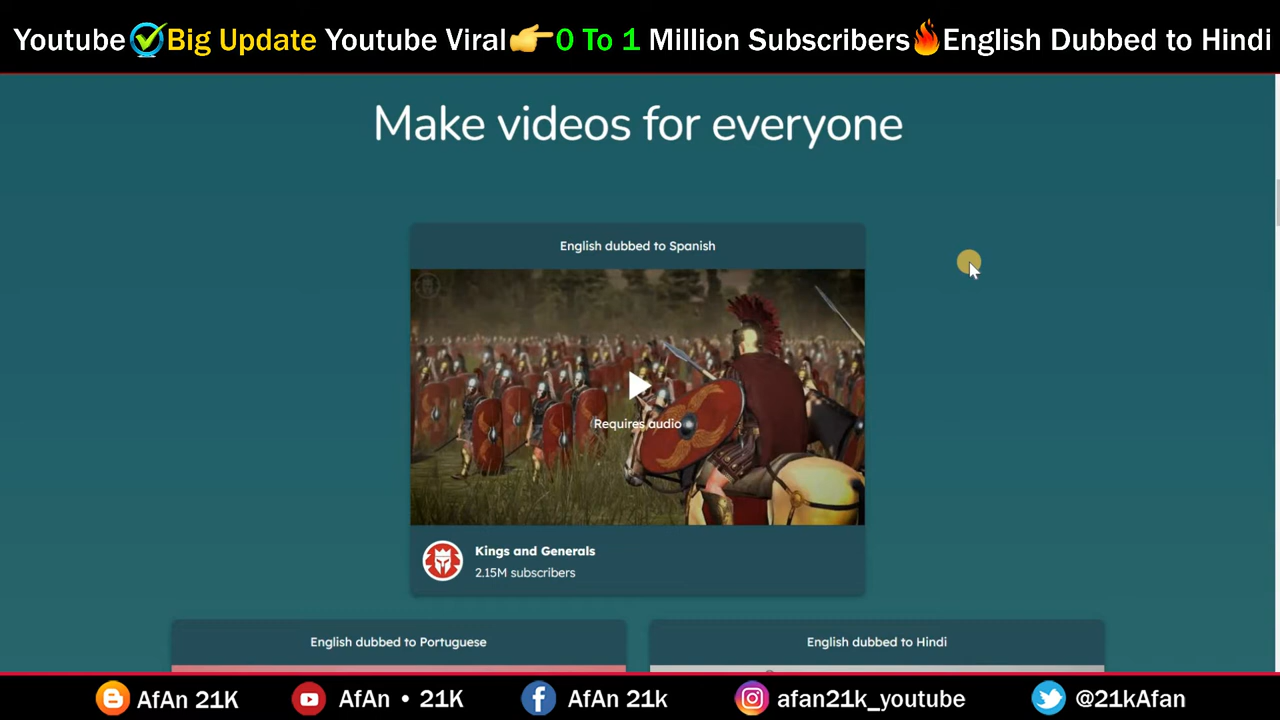 Youtube Big Update Youtube Viral 0 To 1 Million Subscribers English Dubbed to Hindi
Make videos for everyone
English dubbed to Spanish
Requires audio
Kings and Generals
2.15M subscribers
English dubbed to Portuguese
English dubbed to Hindi
AfAn 21K
AfAn • 21K
AfAn 21k
afan21k_youtube
@21kAfan